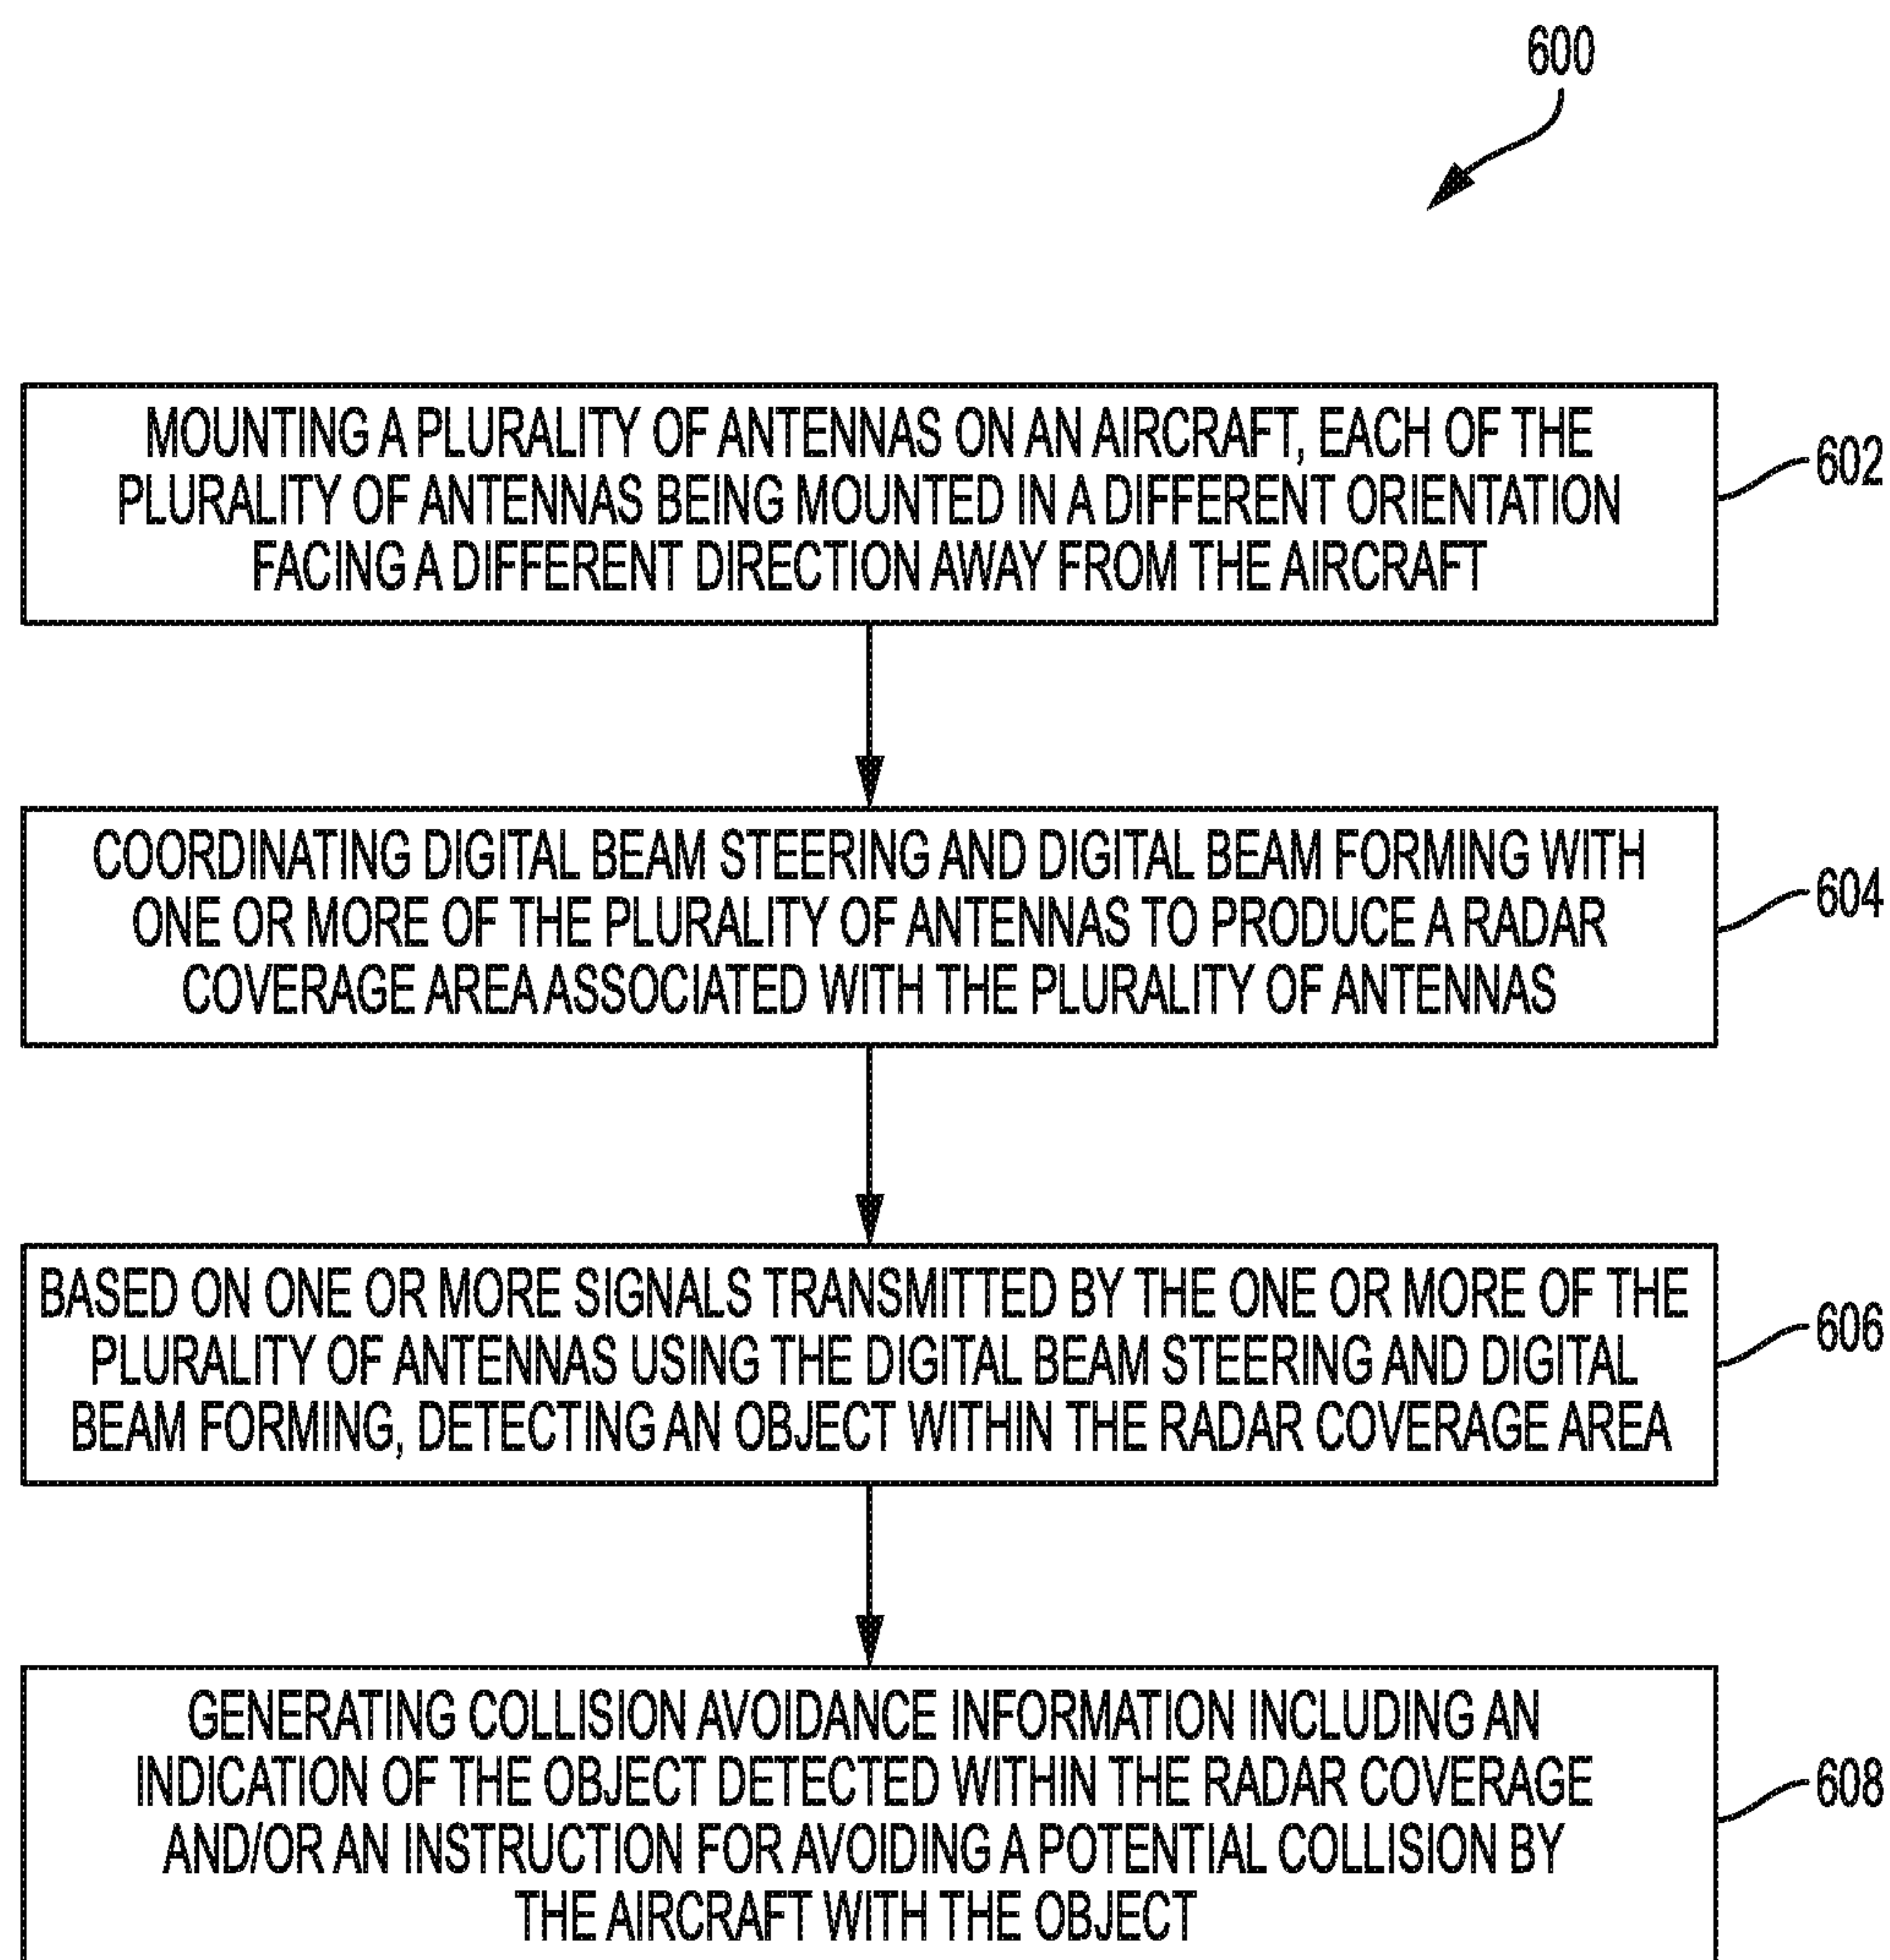 600
MOUNTING A PLURALITY OF ANTENNAS ON AN AIRCRAFT, EACH OF THE
PLURALITY OF ANTENNAS BEING MOUNTED IN A DIFFERENT ORIENTATION
FACING A DIFFERENT DIRECTION AWAY FROM THE AIRCRAFT
602
COORDINATING DIGITAL BEAM STEERING AND DIGITAL BEAM FORMING WITH
ONE OR MORE OF THE PLURALITY OF ANTENNAS TO PRODUCE A RADAR
COVERAGE AREA ASSOCIATED WITH THE PLURALITY OF ANTENNAS
604
BASED ON ONE OR MORE SIGNALS TRANSMITTED BY THE ONE OR MORE OF THE
PLURALITY OF ANTENNAS USING THE DIGITAL BEAM STEERING AND DIGITAL
BEAM FORMING, DETECTING AN OBJECT WITHIN THE RADAR COVERAGE AREA
606
GENERATING COLLISION AVOIDANCE INFORMATION INCLUDING AN
INDICATION OF THE OBJECT DETECTED WITHIN THE RADAR COVERAGE
AND/OR AN INSTRUCTION FOR AVOIDING A POTENTIAL COLLISION BY
THE AIRCRAFT WITH THE OBJECT
608